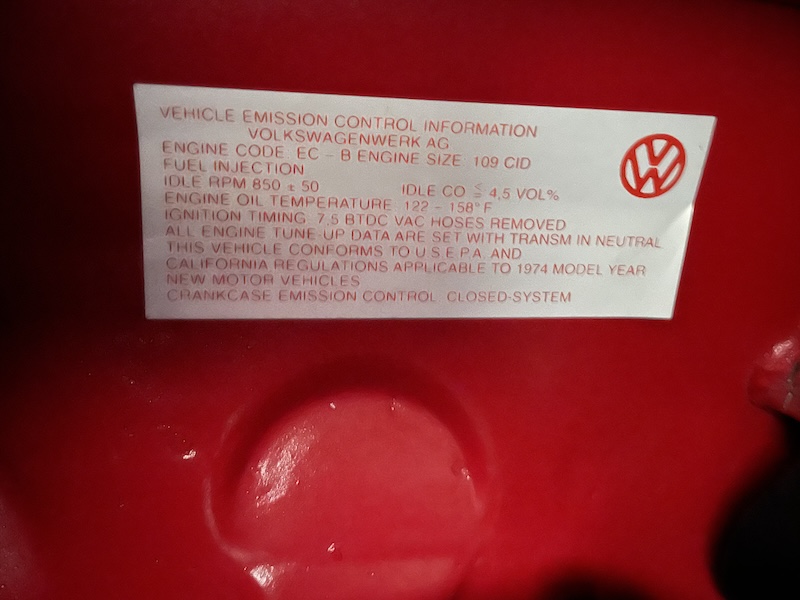 VEHICLE EMISSION CONTROL INFORMATION
VOLKSWAGENWERK AG
ENGINE CODE EC - B ENGINE SIZE 109 CID
FUEL INJECTION
IDLE RPM 850 ± 50 IDLE CO ≦ 4,5 VOL%
ENGINE OIL TEMPERATURE 122 - 158° F
IGNITION TIMING 7,5 BTDC VAC HOSES REMOVED
ALL ENGINE TUNE-UP DATA ARE SET WITH TRANSM IN NEUTRAL
THIS VEHICLE CONFORMS TO U.S.E.P.A. AND
CALIFORNIA REGULATIONS APPLICABLE TO 1974 MODEL YEAR
NEW MOTOR VEHICLES
CRANKCASE EMISSION CONTROL CLOSED-SYSTEM
VW